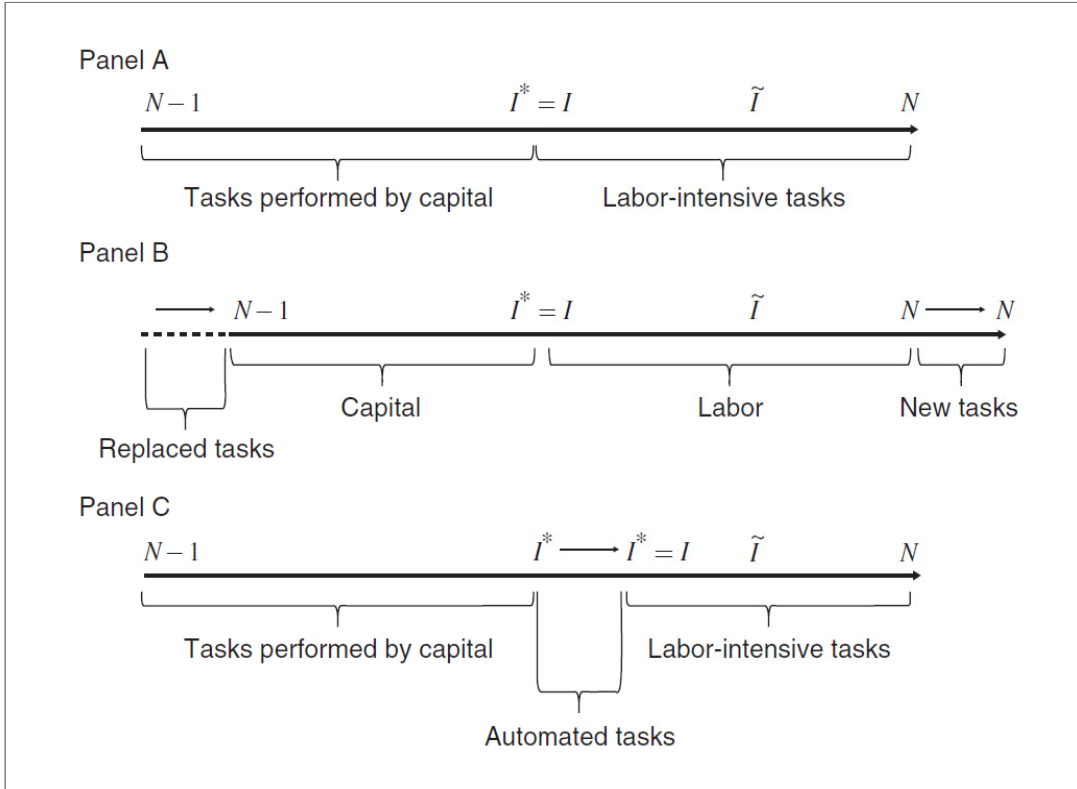 Panel A
N − 1 I* = I Ĩ N
Tasks performed by capital Labor-intensive tasks
Panel B
N − 1 I* = I Ĩ N N
Capital Labor New tasks
Replaced tasks
Panel C
N − 1 I* I* = I Ĩ N
Tasks performed by capital Labor-intensive tasks
Automated tasks